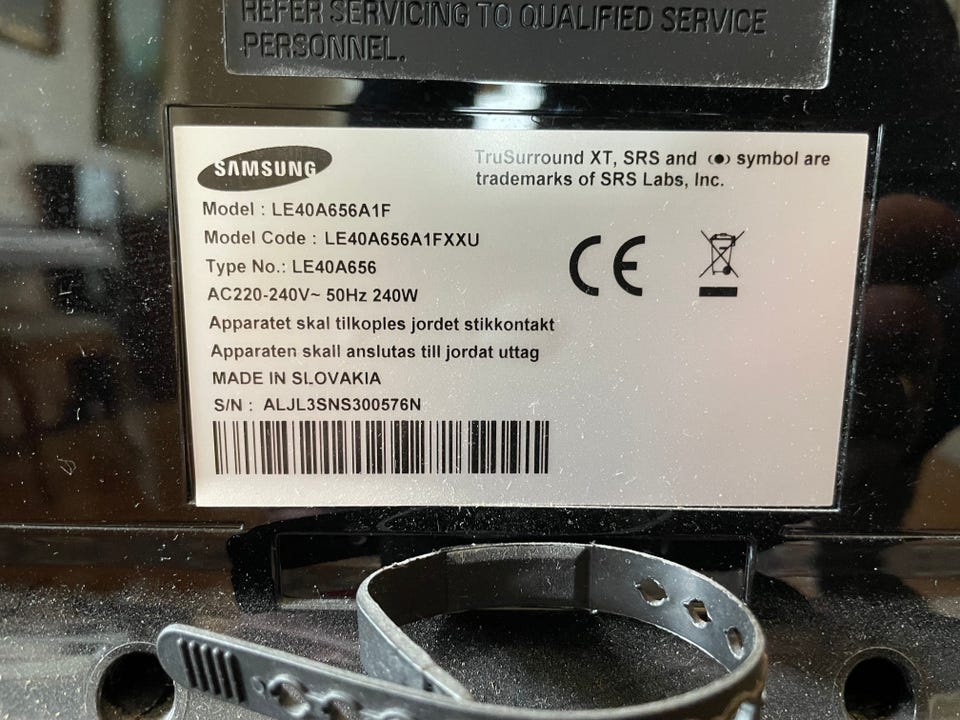 REFER SERVICING TO QUALIFIED SERVICE
PERSONNEL.
SAMSUNG
TruSurround XT, SRS and (●) symbol are
trademarks of SRS Labs, Inc.
Model : LE40A656A1F
Model Code : LE40A656A1FXXU
Type No.: LE40A656
AC220-240V~ 50Hz 240W
Apparatet skal tilkoples jordet stikkontakt
Apparaten skall anslutas till jordat uttag
MADE IN SLOVAKIA
S/N : ALJL3SNS300576N
CE